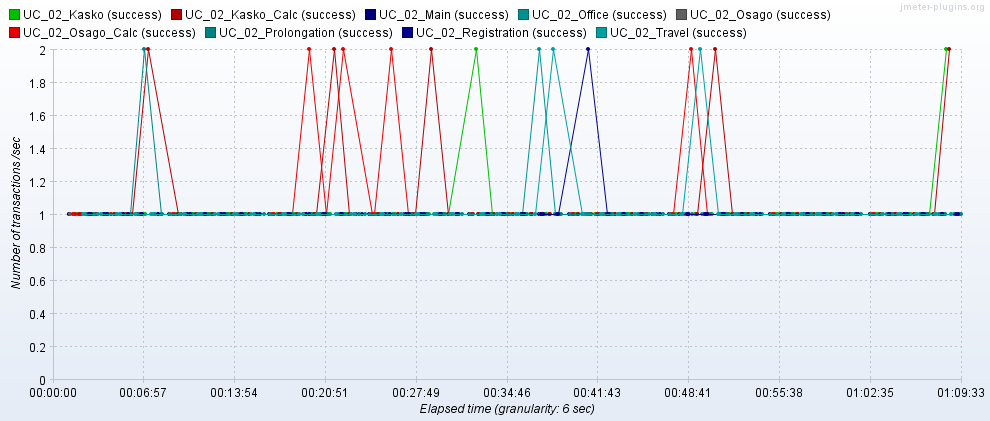 jmeter-plugins.org
UC_02_Kasko (success) UC_02_Kasko_Calc (success) UC_02_Main (success) UC_02_Office (success) UC_02_Osago (success)
UC_02_Osago_Calc (success) UC_02_Prolongation (success) UC_02_Registration (success) UC_02_Travel (success)
Number of transactions /sec
2
1.8
1.6
1.4
1.2
1
0.8
0.6
0.4
0.2
0
00:00:00 00:06:57 00:13:54 00:20:51 00:27:49 00:34:46 00:41:43 00:48:41 00:55:38 01:02:35 01:09:33
Elapsed time (granularity: 6 sec)